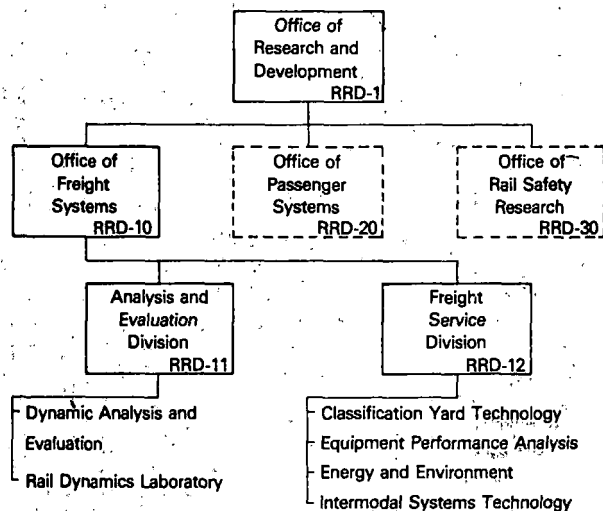 Office of
Research and
Development
RRD-1
Office of
Freight
Systems
RRD-10
Office of
Passenger
Systems
RRD-20
Office of
Rail Safety
Research
RRD-30
Analysis and
Evaluation
Division
RRD-11
Freight
Service
Division
RRD-12
Dynamic Analysis and
Evaluation
Rail Dynamics Laboratory
Classification Yard Technology
Equipment Performance Analysis
Energy and Environment
Intermodal Systems Technology